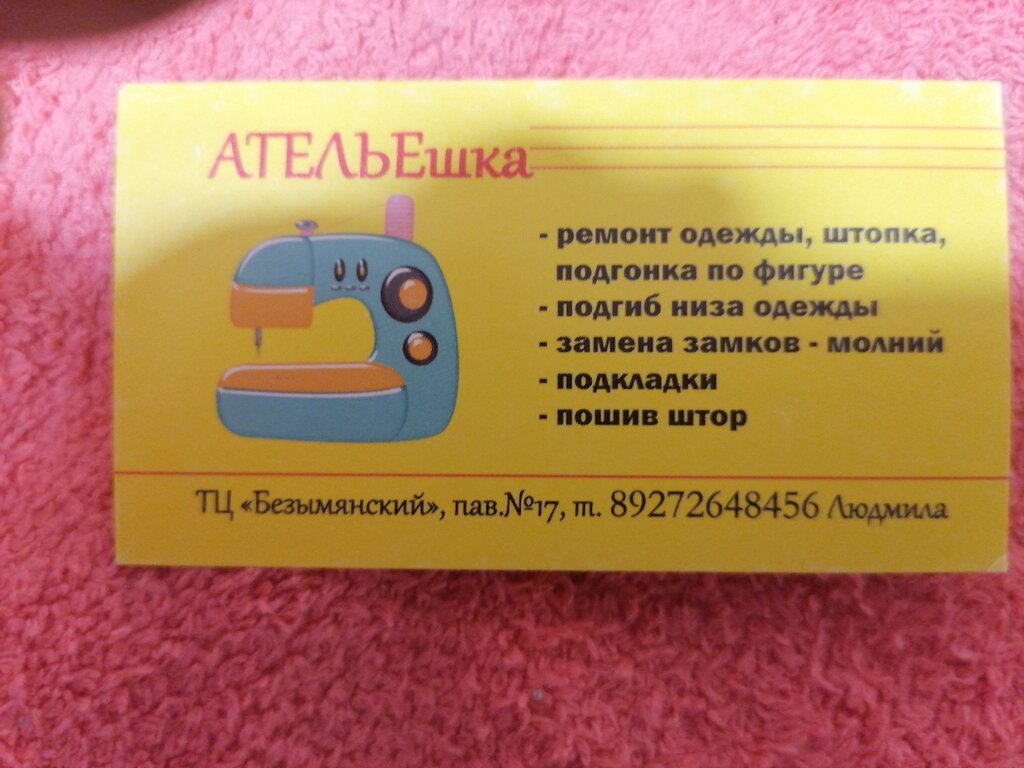 АТЕЛЬЕшка
- ремонт одежды, штопка,
подгонка по фигуре
- подгиб низа одежды
- замена замков - молний
- подкладки
- пошив штор
ТЦ «Безымянский», пав.№17, т. 89272648456 Людмила